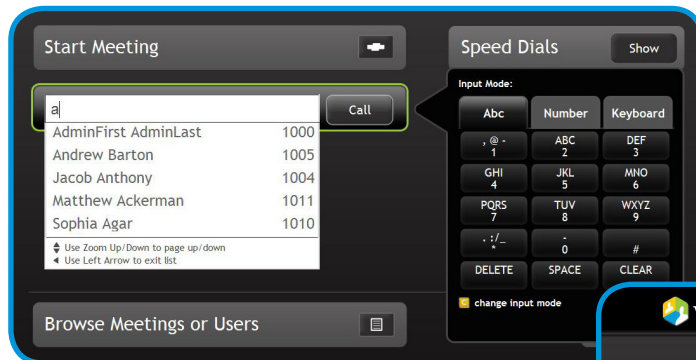 Start Meeting
a
Call
AdminFirst AdminLast 1000
Andrew Barton 1005
Jacob Anthony 1004
Matthew Ackerman 1011
Sophia Agar 1010
Use Zoom Up/Down to page up/down
Use Left Arrow to exit list
Browse Meetings or Users
Speed Dials
Show
Input Mode:
Abc Number Keyboard
, @ - ABC DEF
1 2 3
GHI JKL MNO
4 5 6
PQRS TUV WXYZ
7 8 9
. :/_ -
* 0 #
DELETE SPACE CLEAR
C change input mode